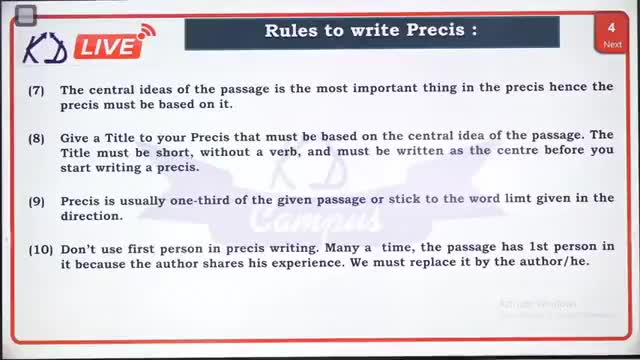 KD LIVE
Rules to write Precis :
4
Next
(7) The central ideas of the passage is the most important thing in the precis hence the
precis must be based on it.
(8) Give a Title to your Precis that must be based on the central idea of the passage. The
Title must be short, without a verb, and must be written as the centre before you
start writing a precis.
(9) Precis is usually one-third of the given passage or stick to the word limt given in the
direction.
(10) Don't use first person in precis writing. Many a time, the passage has 1st person in
it because the author shares his experience. We must replace it by the author/he.
KD
Campus
Activate Windows